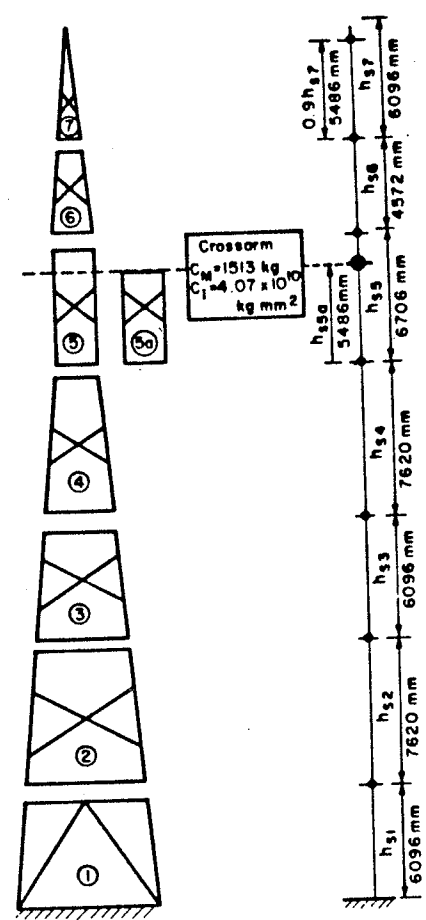 7
6
5
5a
4
3
2
1
Crossarm
C_M=1513 kg
C_I=4.07 x 10^10
kg mm^2
0.9h_s7
5486 mm
h_s7
6096 mm
h_s6
4572 mm
h_s5
6706 mm
h_s5a
5486mm
h_s4
7620 mm
h_s3
6096 mm
h_s2
7620 mm
h_s1
6096 mm